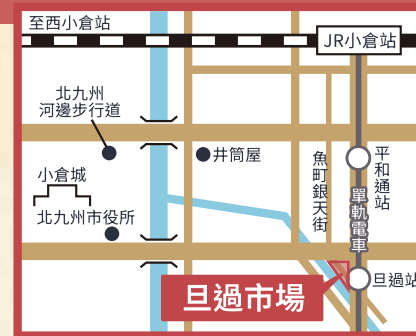 至西小倉站
JR小倉站
北九州
河邊步行道
井筒屋
魚町銀天街
平和通站
小倉城
單軌電車
北九州市役所
旦過站
旦過市場